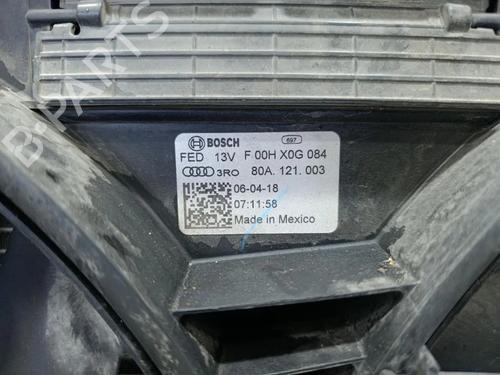 B-PARTS
BOSCH 697
FED 13V F 00H X0G 084
3RO 80A. 121. 003
06-04-18
07:11:58
Made in Mexico